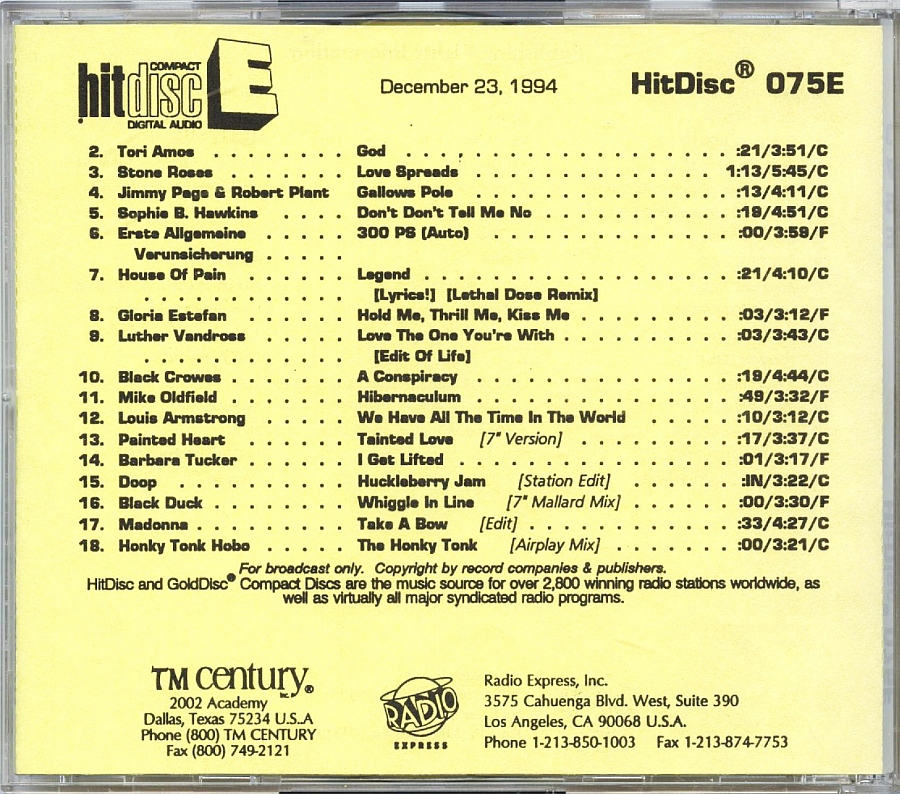 hitdisc COMPACT DIGITAL AUDIO E
December 23, 1994
HitDisc® 075E
2. Tori Amos . . . . . . . God . . . . . . . . . . . . . . . . . :21/3:51/C
3. Stone Roses . . . . . . Love Spreads . . . . . . . . . . . . . 1:13/5:45/C
4. Jimmy Page & Robert Plant Gallows Pole . . . . . . . . . . . . . :13/4:11/C
5. Sophie B. Hawkins . . . . Don't Don't Tell Me No . . . . . . . . . :19/4:51/C
6. Erste Allgemeine . . . . . 300 PS (Auto) . . . . . . . . . . . . :00/3:59/F
Verunsicherung . . . . .
7. House Of Pain . . . . . . Legend . . . . . . . . . . . . . . . :21/4:10/C
. . . . . . . . . . [Lyrics!] [Lethal Dose Remix]
8. Gloria Estefan . . . . . . Hold Me, Thrill Me, Kiss Me . . . . . . . . :03/3:12/F
9. Luther Vandross . . . . . Love The One You're With . . . . . . . . . :03/3:43/C
. . . . . . . . . . [Edit Of Life]
10. Black Crowes . . . . . . A Conspiracy . . . . . . . . . . . . . :19/4:44/C
11. Mike Oldfield . . . . . . Hibernaculum . . . . . . . . . . . . . :49/3:32/F
12. Louis Armstrong . . . . . We Have All The Time In The World . . . . . :10/3:12/C
13. Painted Heart . . . . . Tainted Love [7" Version] . . . . . . . . :17/3:37/C
14. Barbara Tucker . . . . . . I Get Lifted . . . . . . . . . . . . . . :01/3:17/F
15. Doop . . . . . . . . . Huckleberry Jam [Station Edit] . . . . . :IN/3:22/C
16. Black Duck . . . . . . . Whiggle In Line [7" Mallard Mix] . . . . . :00/3:30/F
17. Madonna . . . . . . . . Take A Bow [Edit] . . . . . . . . . . :33/4:27/C
18. Honky Tonk Hobo . . . . . The Honky Tonk [Airplay Mix] . . . . . . :00/3:21/C
For broadcast only. Copyright by record companies & publishers.
HitDisc and GoldDisc® Compact Discs are the music source for over 2,800 winning radio stations worldwide, as
well as virtually all major syndicated radio programs.
TM century, inc.®
2002 Academy
Dallas, Texas 75234 U.S..A
Phone (800) TM CENTURY
Fax (800) 749-2121
RADIO
EXPRESS
Radio Express, Inc.
3575 Cahuenga Blvd. West, Suite 390
Los Angeles, CA 90068 U.S.A.
Phone 1-213-850-1003 Fax 1-213-874-7753